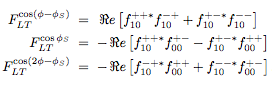 F_{LT}^{\cos(\phi-\phi_S)} = \Re e [ f_{10}^{++*} f_{10}^{-+} + f_{10}^{+-*} f_{10}^{--} ]
F_{LT}^{\cos\phi_S} = -\Re e [ f_{10}^{++*} f_{00}^{+-} - f_{10}^{+-*} f_{00}^{++} ]
F_{LT}^{\cos(2\phi-\phi_S)} = -\Re e [ f_{10}^{-+*} f_{00}^{++} + f_{10}^{--*} f_{00}^{+-} ]